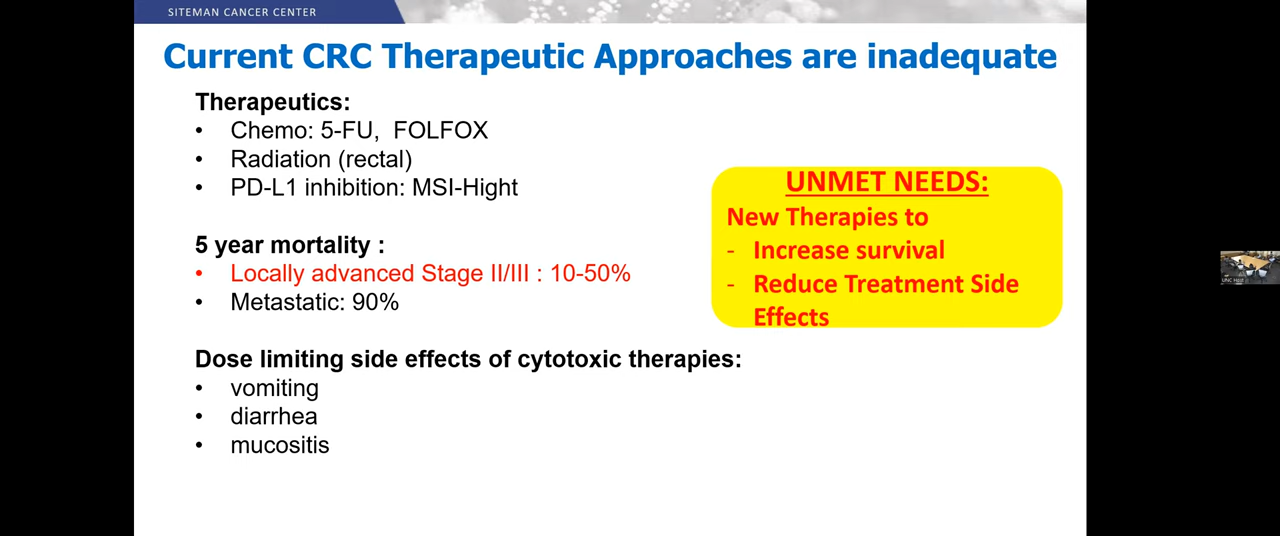 SITEMAN CANCER CENTER
Current CRC Therapeutic Approaches are inadequate
Therapeutics:
• Chemo: 5-FU, FOLFOX
• Radiation (rectal)
• PD-L1 inhibition: MSI-Hight
5 year mortality :
• Locally advanced Stage II/III : 10-50%
• Metastatic: 90%
Dose limiting side effects of cytotoxic therapies:
• vomiting
• diarrhea
• mucositis
UNMET NEEDS:
New Therapies to
- Increase survival
- Reduce Treatment Side
Effects